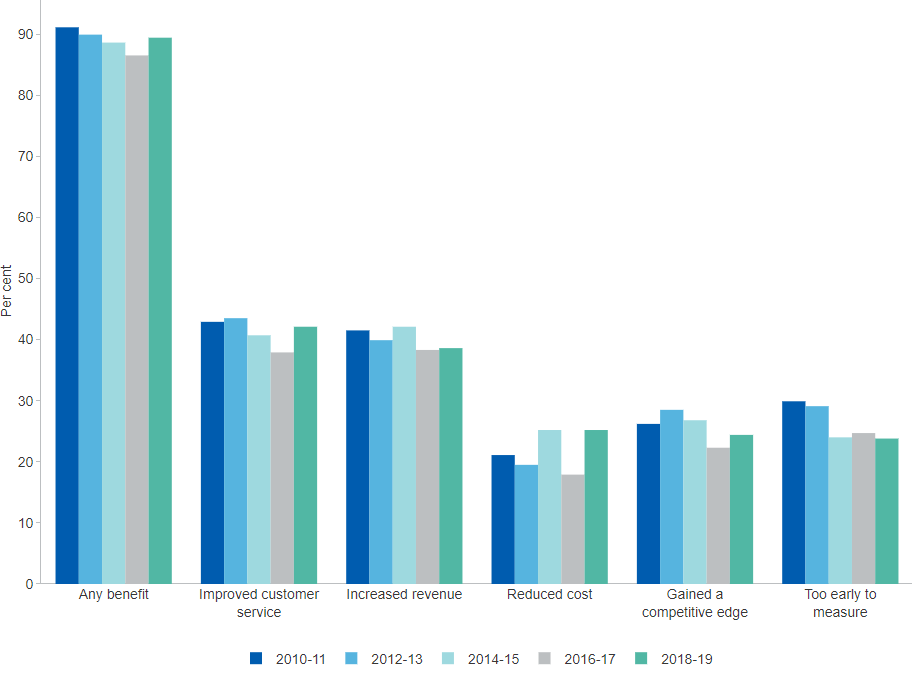 90
80
70
60
50
40
30
20
10
0
Per cent
Any benefit
Improved customer
service
Increased revenue
Reduced cost
Gained a
competitive edge
Too early to
measure
2010-11 2012-13 2014-15 2016-17 2018-19